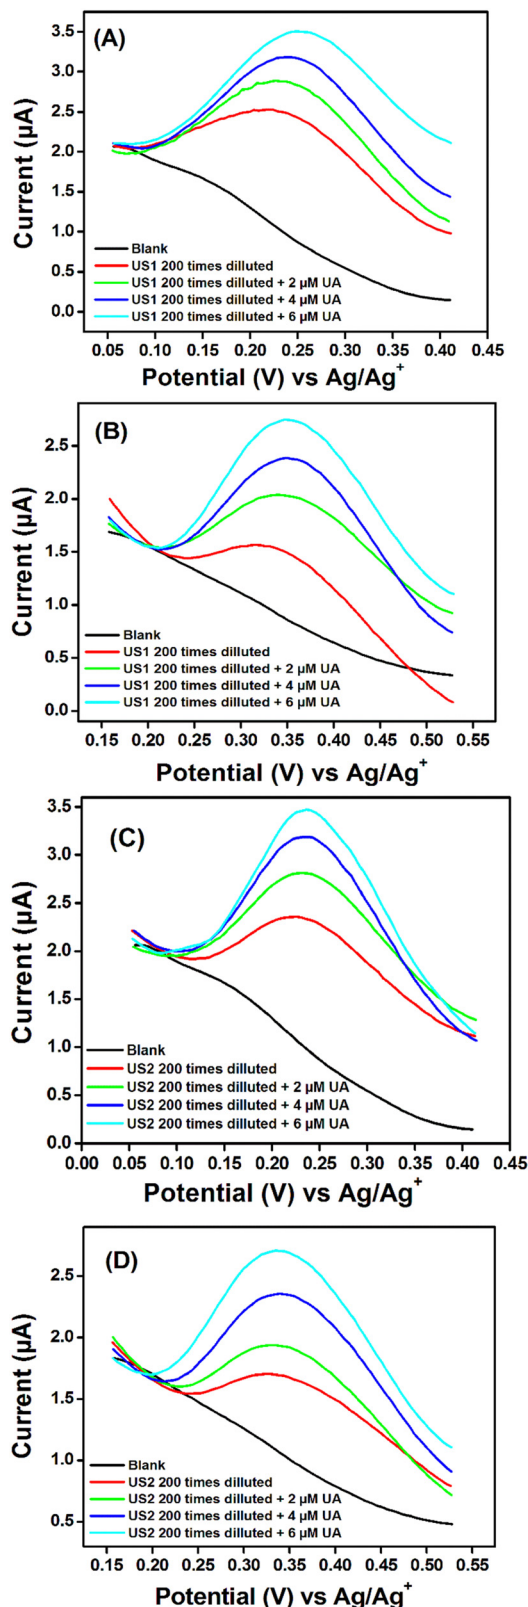 (A)
3.5
3.0
2.5
2.0
1.5
1.0
0.5
0.0
Current (µA)
Blank
US1 200 times dilluted
US1 200 times dilluted + 2 µM UA
US1 200 times dilluted + 4 µM UA
US1 200 times dilluted + 6 µM UA
0.05 0.10 0.15 0.20 0.25 0.30 0.35 0.40 0.45
Potential (V) vs Ag/Ag+
(B)
2.5
2.0
1.5
1.0
0.5
0.0
Current (µA)
Blank
US1 200 times dilluted
US1 200 times dilluted + 2 µM UA
US1 200 times dilluted + 4 µM UA
US1 200 times dilluted + 6 µM UA
0.15 0.20 0.25 0.30 0.35 0.40 0.45 0.50 0.55
Potential (V) vs Ag/Ag+
(C)
3.5
3.0
2.5
2.0
1.5
1.0
0.5
0.0
Current (µA)
Blank
US2 200 times dilluted
US2 200 times dilluted + 2 µM UA
US2 200 times dilluted + 4 µM UA
US2 200 times dilluted + 6 µM UA
0.00 0.05 0.10 0.15 0.20 0.25 0.30 0.35 0.40 0.45
Potential (V) vs Ag/Ag+
(D)
2.5
2.0
1.5
1.0
0.5
Current (µA)
Blank
US2 200 times dilluted
US2 200 times dilluted + 2 µM UA
US2 200 times dilluted + 4 µM UA
US2 200 times dilluted + 6 µM UA
0.15 0.20 0.25 0.30 0.35 0.40 0.45 0.50 0.55
Potential (V) vs Ag/Ag+